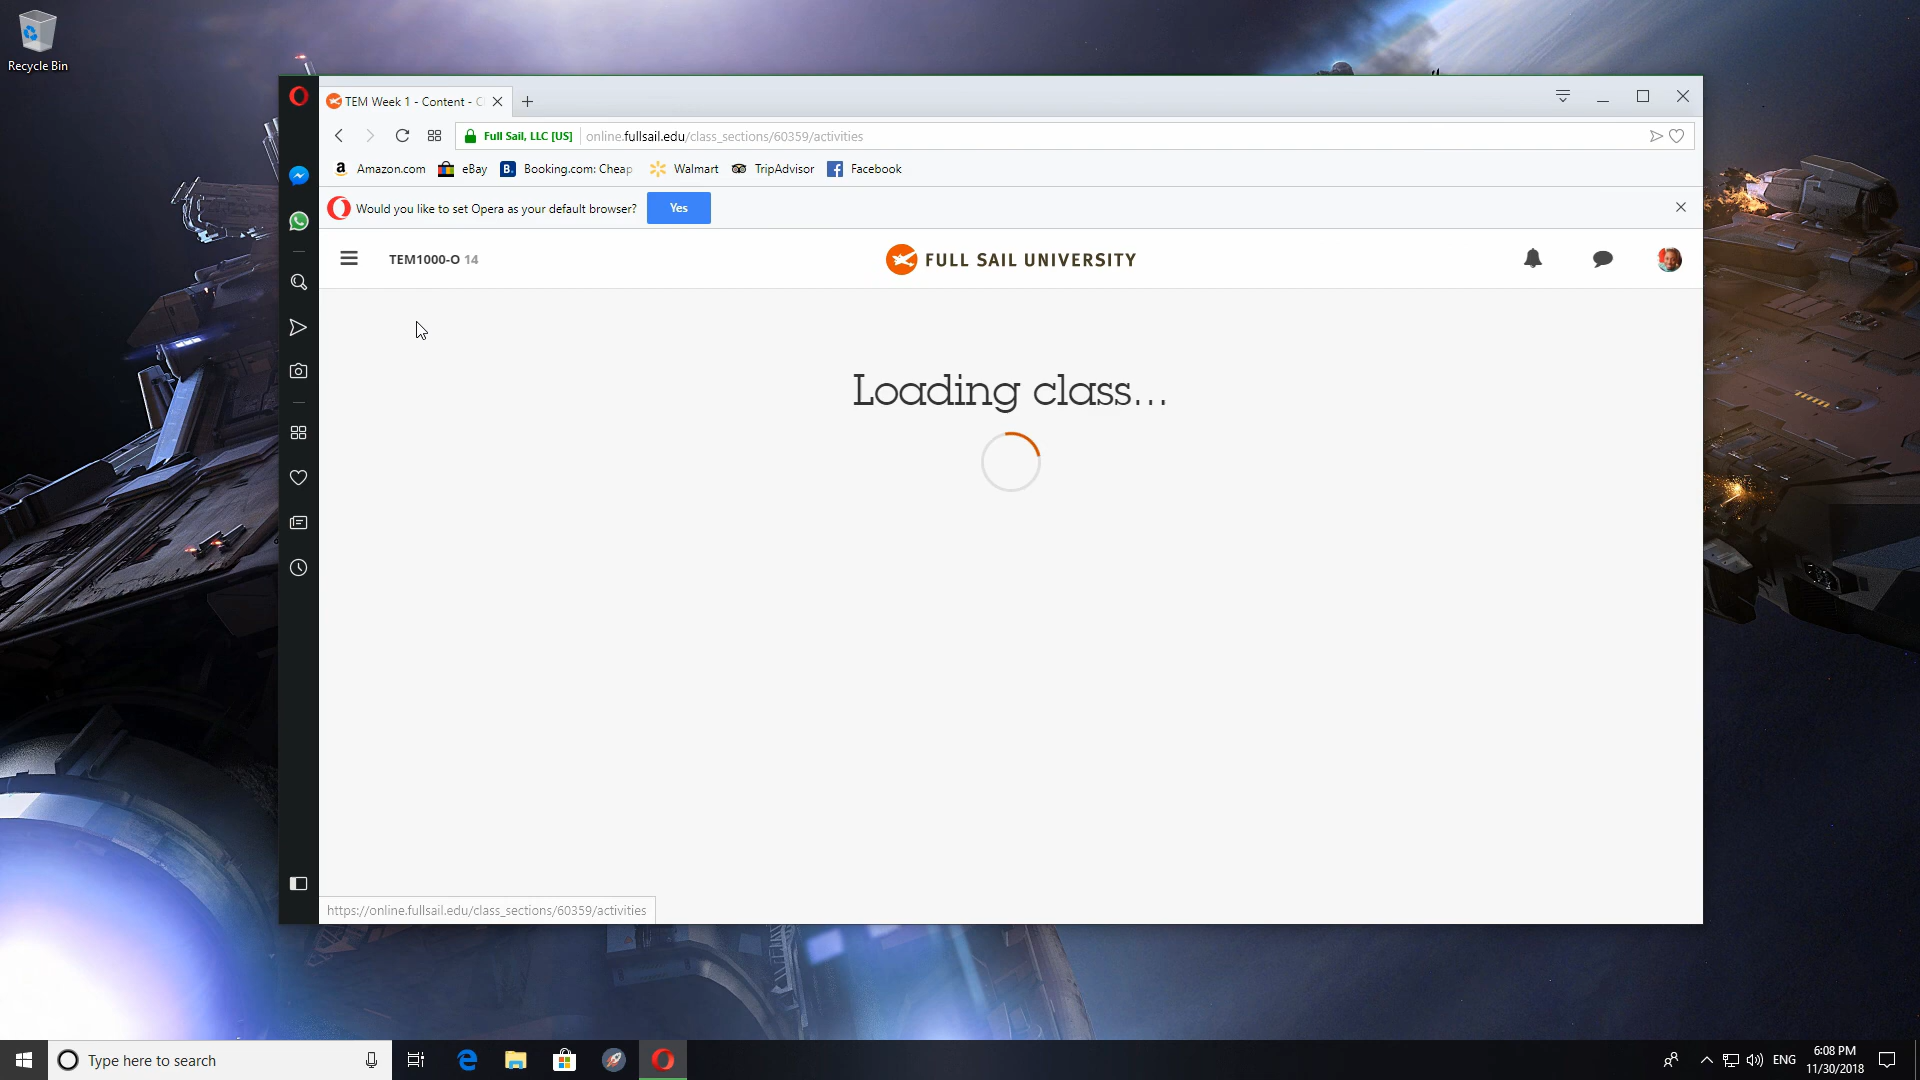 Recycle Bin
TEM Week 1 - Content - C
Full Sail, LLC [US] online.fullsail.edu/class_sections/60359/activities
Amazon.com eBay Booking.com: Cheap Walmart TripAdvisor Facebook
Would you like to set Opera as your default browser? Yes
TEM1000-O 14 FULL SAIL UNIVERSITY
Loading class...
https://online.fullsail.edu/class_sections/60359/activities
Type here to search
ENG
6:08 PM
11/30/2018